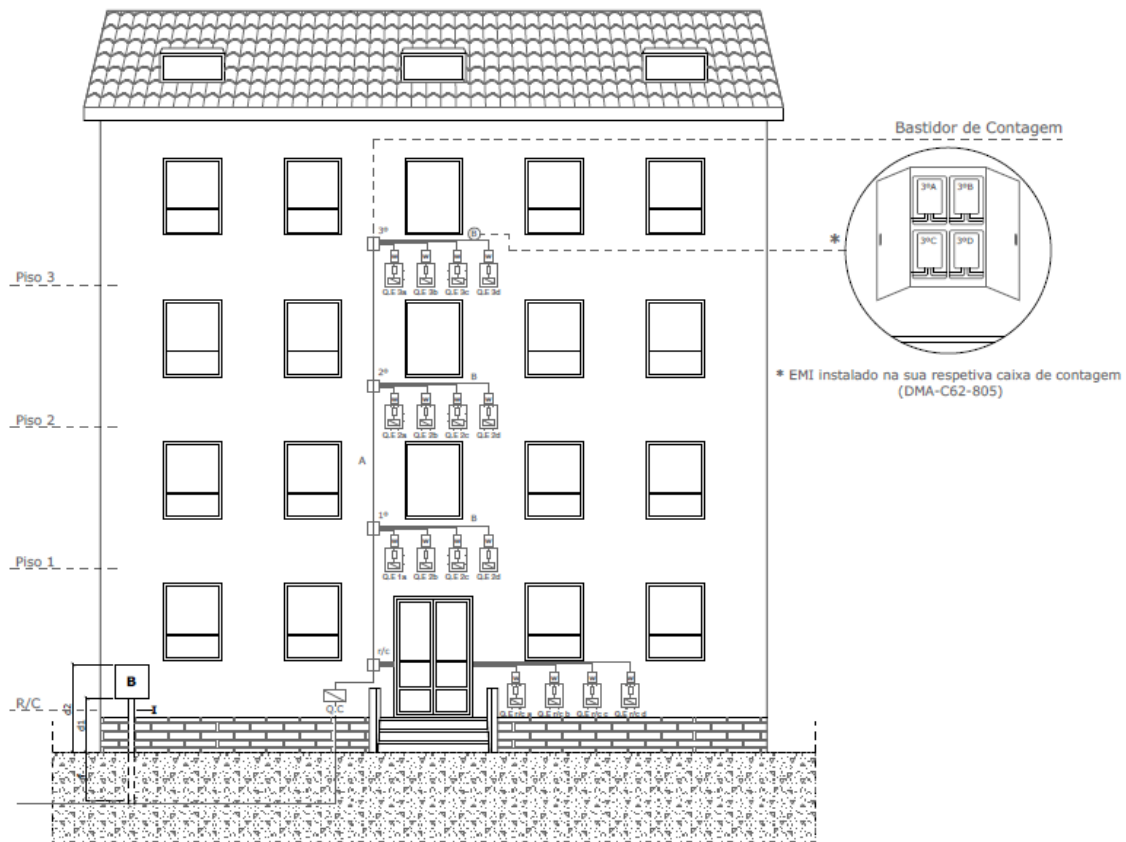 Bastidor de Contagem
3ºA 3ºB
3ºC 3ºD
*
* EMI instalado na sua respetiva caixa de contagem
(DMA-C62-805)
3º
B
W W W W
Q.E 3a Q.E 3b Q.E 3c Q.E 3d
Piso 3
2º
B
W W W W
Q.E 2a Q.E 2b Q.E 2c Q.E 2d
Piso 2
A
1º
B
W W W W
Q.E 1a Q.E 2b Q.E 2c Q.E 2d
Piso 1
r/c
W W W W
Q.E r/c a Q.E r/c b Q.E r/c c Q.E r/c d
B
R/C
I
Q.C
d2
d1